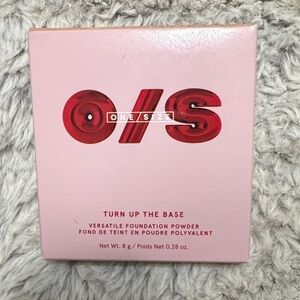 O/S
ONE/SIZE
TURN UP THE BASE
VERSATILE FOUNDATION POWDER
FOND DE TEINT EN POUDRE POLYVALENT
Net Wt. 8 g / Poids Net 0.28 oz.